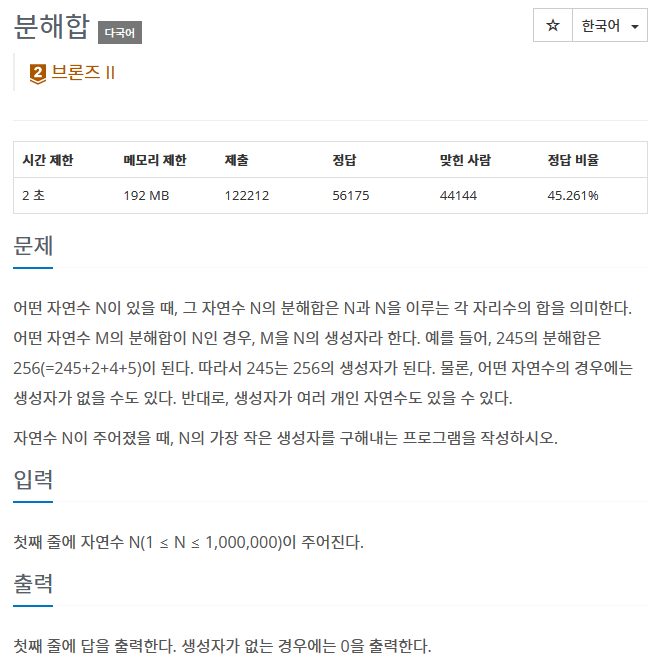 분해합 다국어
☆ 한국어
2 브론즈 II
시간 제한 메모리 제한 제출 정답 맞힌 사람 정답 비율
2 초 192 MB 122212 56175 44144 45.261%
문제
어떤 자연수 N이 있을 때, 그 자연수 N의 분해합은 N과 N을 이루는 각 자리수의 합을 의미한다.
어떤 자연수 M의 분해합이 N인 경우, M을 N의 생성자라 한다. 예를 들어, 245의 분해합은
256(=245+2+4+5)이 된다. 따라서 245는 256의 생성자가 된다. 물론, 어떤 자연수의 경우에는
생성자가 없을 수도 있다. 반대로, 생성자가 여러 개인 자연수도 있을 수 있다.
자연수 N이 주어졌을 때, N의 가장 작은 생성자를 구해내는 프로그램을 작성하시오.
입력
첫째 줄에 자연수 N(1 ≤ N ≤ 1,000,000)이 주어진다.
출력
첫째 줄에 답을 출력한다. 생성자가 없는 경우에는 0을 출력한다.